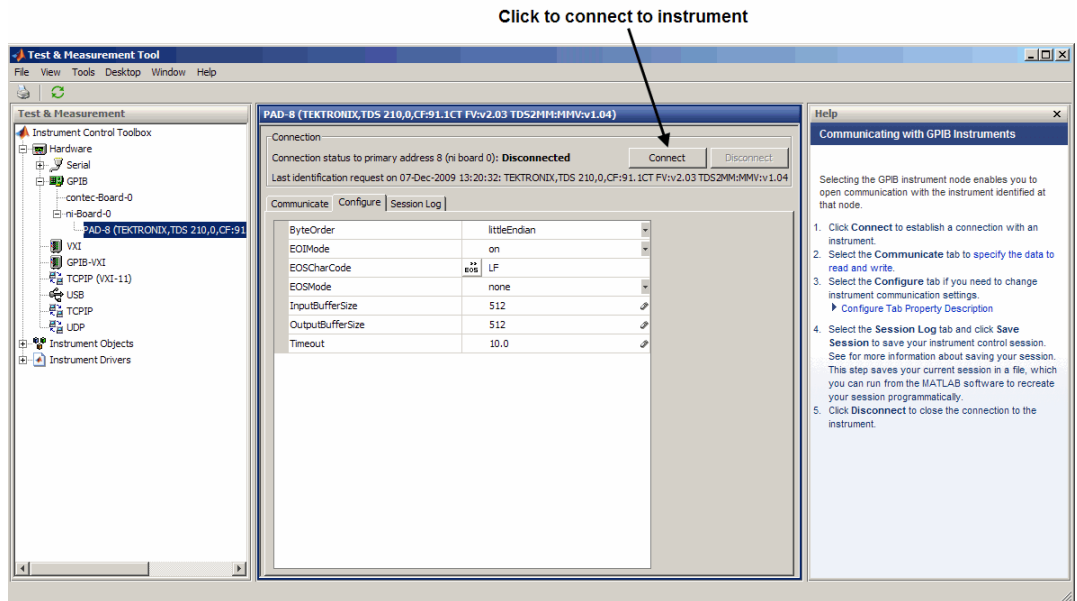 Click to connect to instrument
Test & Measurement Tool
File View Tools Desktop Window Help
Test & Measurement
Instrument Control Toolbox
Hardware
Serial
GPIB
contec-Board-0
ni-Board-0
PAD-8 (TEKTRONIX,TDS 210,0,CF:91
VXI
GPIB-VXI
TCPIP (VXI-11)
USB
TCPIP
UDP
Instrument Objects
Instrument Drivers
PAD-8 (TEKTRONIX,TDS 210,0,CF:91.1CT FV:v2.03 TDS2MM:MMV:v1.04)
Connection
Connection status to primary address 8 (ni board 0): Disconnected
Connect Disconnect
Last identification request on 07-Dec-2009 13:20:32: TEKTRONIX,TDS 210,0,CF:91.1CT FV:v2.03 TDS2MM:MMV:v1.04
Communicate Configure Session Log
ByteOrder littleEndian
EOIMode on
EOSCharCode EOS LF
EOSMode none
InputBufferSize 512
OutputBufferSize 512
Timeout 10.0
Help
Communicating with GPIB Instruments
Selecting the GPIB instrument node enables you to
open communication with the instrument identified at
that node.
1. Click Connect to establish a connection with an
instrument.
2. Select the Communicate tab to specify the data to
read and write.
3. Select the Configure tab if you need to change
instrument communication settings.
Configure Tab Property Description
4. Select the Session Log tab and click Save
Session to save your instrument control session.
See for more information about saving your session.
This step saves your current session in a file, which
you can run from the MATLAB software to recreate
your session programmatically.
5. Click Disconnect to close the connection to the
instrument.